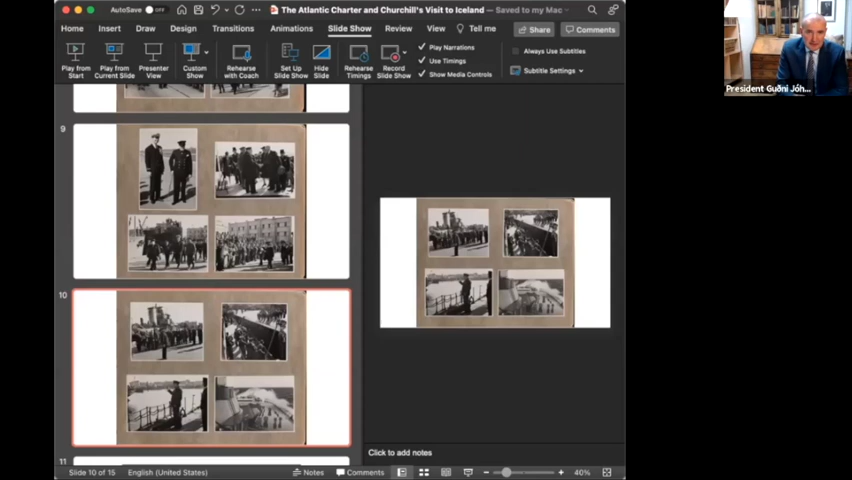 AutoSave OFF
The Atlantic Charter and Churchill's Visit to Iceland — Saved to my Mac
Home Insert Draw Design Transitions Animations Slide Show Review View Tell me Share Comments
Play from Start
Play from Current Slide
Presenter View
Custom Show
Rehearse with Coach
Set Up Slide Show
Hide Slide
Rehearse Timings
Record Slide Show
Play Narrations
Use Timings
Show Media Controls
Always Use Subtitles
Subtitle Settings
President Guðni Jóh...
9
10
11
Click to add notes
Slide 10 of 15 English (United States) Notes Comments 40%